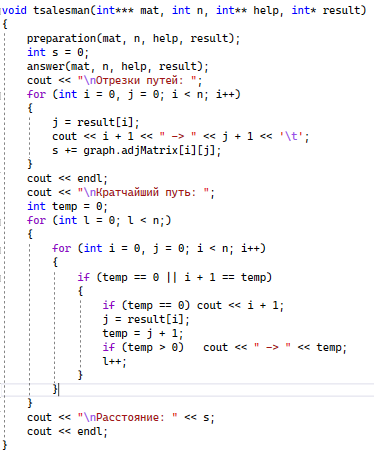 void tsalesman(int*** mat, int n, int** help, int* result)
{
preparation(mat, n, help, result);
int s = 0;
answer(mat, n, help, result);
cout << "\nОтрезки путей: ";
for (int i = 0, j = 0; i < n; i++)
{
j = result[i];
cout << i + 1 << " -> " << j + 1 << '\t';
s += graph.adjMatrix[i][j];
}
cout << endl;
cout << "\nКратчайший путь: ";
int temp = 0;
for (int l = 0; l < n;)
{
for (int i = 0, j = 0; i < n; i++)
{
if (temp == 0 || i + 1 == temp)
{
if (temp == 0) cout << i + 1;
j = result[i];
temp = j + 1;
if (temp > 0)   cout << " -> " << temp;
l++;
}
}
}
cout << "\nРасстояние: " << s;
cout << endl;
}